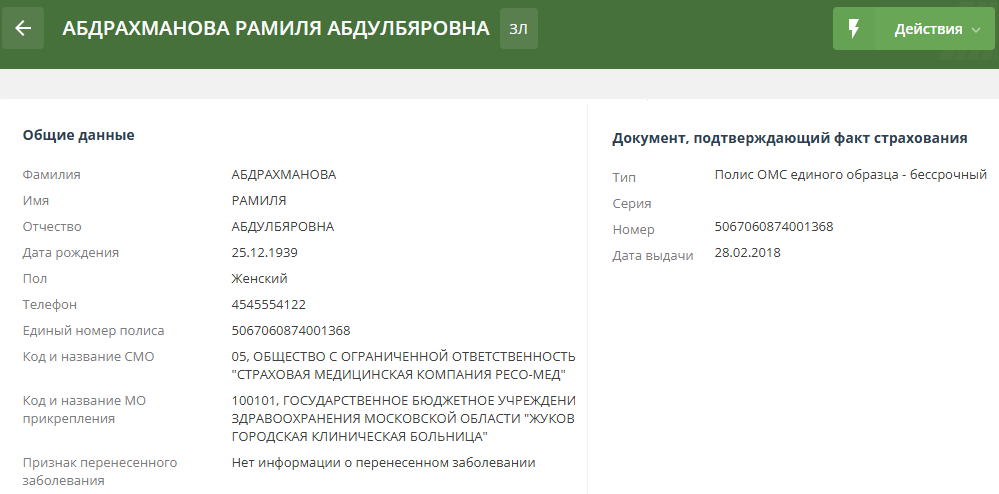 АБДРАХМАНОВА РАМИЛЯ АБДУЛБЯРОВНА ЗЛ
Действия
Общие данные
Фамилия АБДРАХМАНОВА
Имя РАМИЛЯ
Отчество АБДУЛБЯРОВНА
Дата рождения 25.12.1939
Пол Женский
Телефон 4545554122
Единый номер полиса 5067060874001368
Код и название СМО 05, ОБЩЕСТВО С ОГРАНИЧЕННОЙ ОТВЕТСТВЕННОСТЬ
"СТРАХОВАЯ МЕДИЦИНСКАЯ КОМПАНИЯ РЕСО-МЕД"
Код и название МО 100101, ГОСУДАРСТВЕННОЕ БЮДЖЕТНОЕ УЧРЕЖДЕНИ
прикрепления ЗДРАВООХРАНЕНИЯ МОСКОВСКОЙ ОБЛАСТИ "ЖУКОВ
ГОРОДСКАЯ КЛИНИЧЕСКАЯ БОЛЬНИЦА"
Признак перенесенного Нет информации о перенесенном заболевании
заболевания
Документ, подтверждающий факт страхования
Тип Полис ОМС единого образца - бессрочный
Серия
Номер 5067060874001368
Дата выдачи 28.02.2018